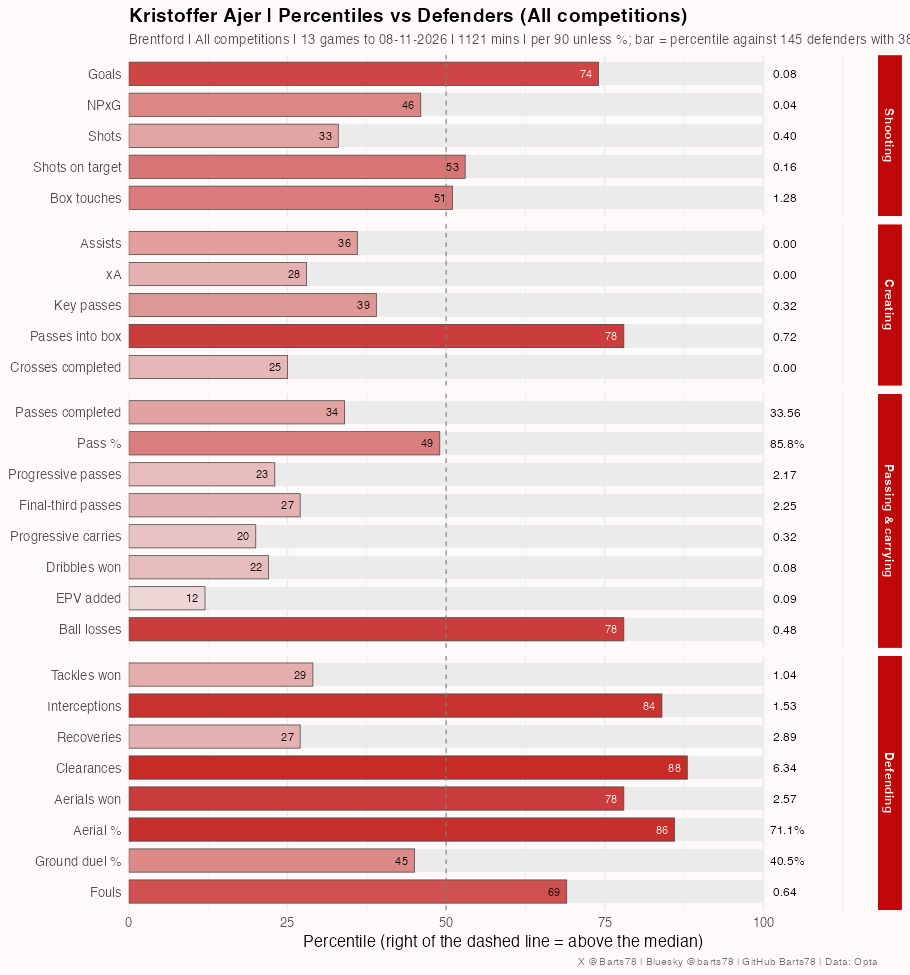 Kristoffer Ajer | Percentiles vs Defenders (All competitions)
Brentford | All competitions | 13 games to 08-11-2026 | 1121 mins | per 90 unless %; bar = percentile against 145 defenders with 38
Goals 74 0.08
NPxG 46 0.04
Shots 33 0.40
Shots on target 53 0.16
Box touches 51 1.28
Shooting
Assists 36 0.00
xA 28 0.00
Key passes 39 0.32
Passes into box 78 0.72
Crosses completed 25 0.00
Creating
Passes completed 34 33.56
Pass % 49 85.8%
Progressive passes 23 2.17
Final-third passes 27 2.25
Progressive carries 20 0.32
Dribbles won 22 0.08
EPV added 12 0.09
Ball losses 78 0.48
Passing & carrying
Tackles won 29 1.04
Interceptions 84 1.53
Recoveries 27 2.89
Clearances 88 6.34
Aerials won 78 2.57
Aerial % 86 71.1%
Ground duel % 45 40.5%
Fouls 69 0.64
Defending
0 25 50 75 100
Percentile (right of the dashed line = above the median)
X @Barts78 | Bluesky @barts78 | GitHub Barts78 | Data: Opta